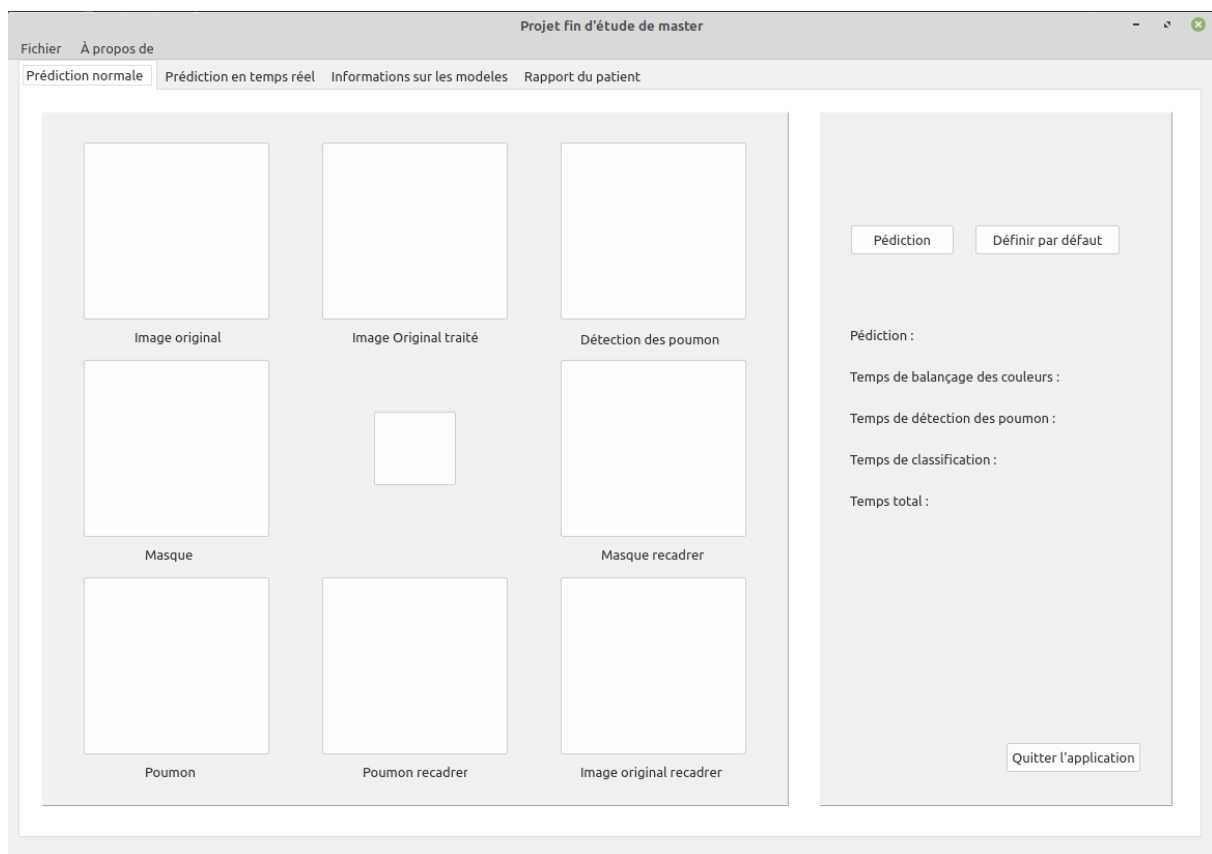 Projet fin d'étude de master
Fichier À propos de
Prédiction normale Prédiction en temps réel Informations sur les modeles Rapport du patient
Image original Image Original traité Détection des poumon
Masque Masque recadrer
Poumon Poumon recadrer Image original recadrer
Pédiction Définir par défaut
Pédiction :
Temps de balançage des couleurs :
Temps de détection des poumon :
Temps de classification :
Temps total :
Quitter l'application